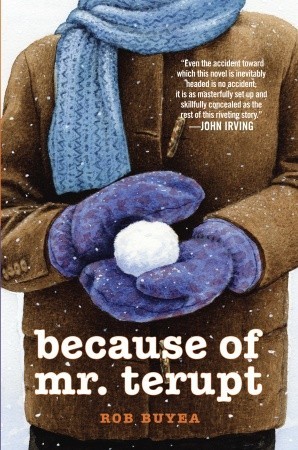 "Even the accident toward
which this novel is inevitably
headed is no accident;
it is as masterfully set up and
skillfully concealed as the
rest of this riveting story."
—JOHN IRVING
because of
mr. terupt
ROB BUYEA